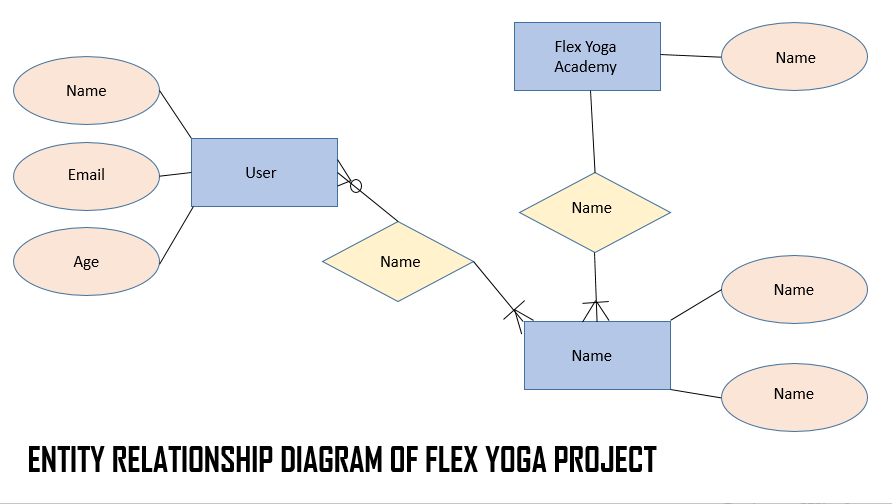 Flex Yoga
Academy
Name
Name
Email
Age
User
Name
Name
Name
Name
Name
ENTITY RELATIONSHIP DIAGRAM OF FLEX YOGA PROJECT